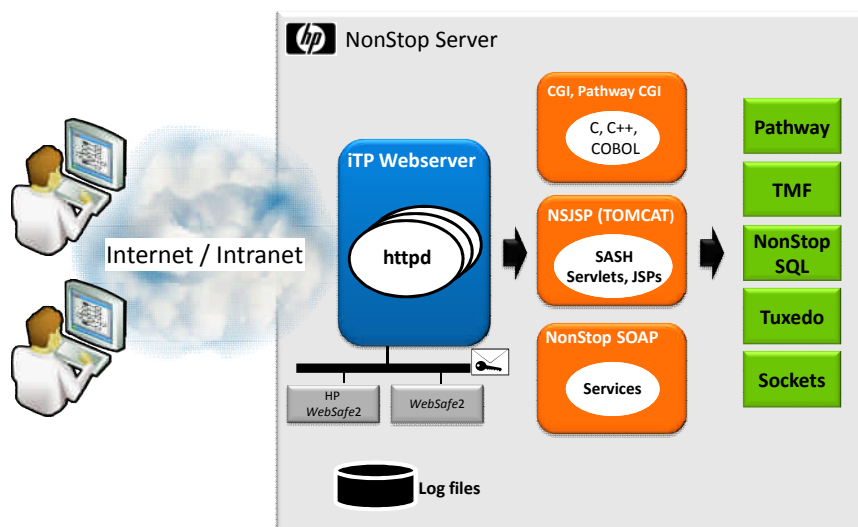 hp NonStop Server
CGI, Pathway CGI
C, C++,
COBOL
iTP Webserver
httpd
NSJSP (TOMCAT)
SASH
Servlets, JSPs
NonStop SOAP
Services
Pathway
TMF
NonStop
SQL
Tuxedo
Sockets
Internet / Intranet
HP
WebSafe2
WebSafe2
Log files